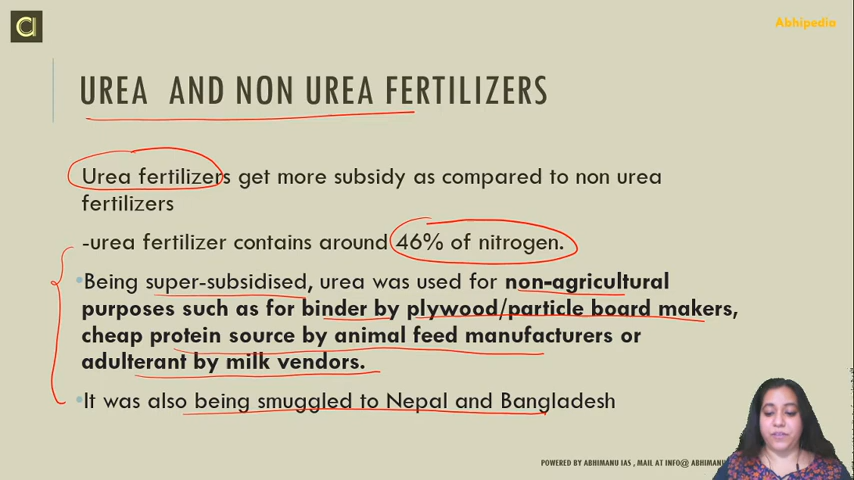 Abhipedia
UREA AND NON UREA FERTILIZERS
Urea fertilizers get more subsidy as compared to non urea
fertilizers
-urea fertilizer contains around 46% of nitrogen.
•Being super-subsidised, urea was used for non-agricultural
purposes such as for binder by plywood/particle board makers,
cheap protein source by animal feed manufacturers or
adulterant by milk vendors.
•It was also being smuggled to Nepal and Bangladesh
POWERED BY ABHIMANU IAS , MAIL AT INFO@ ABHIMANU